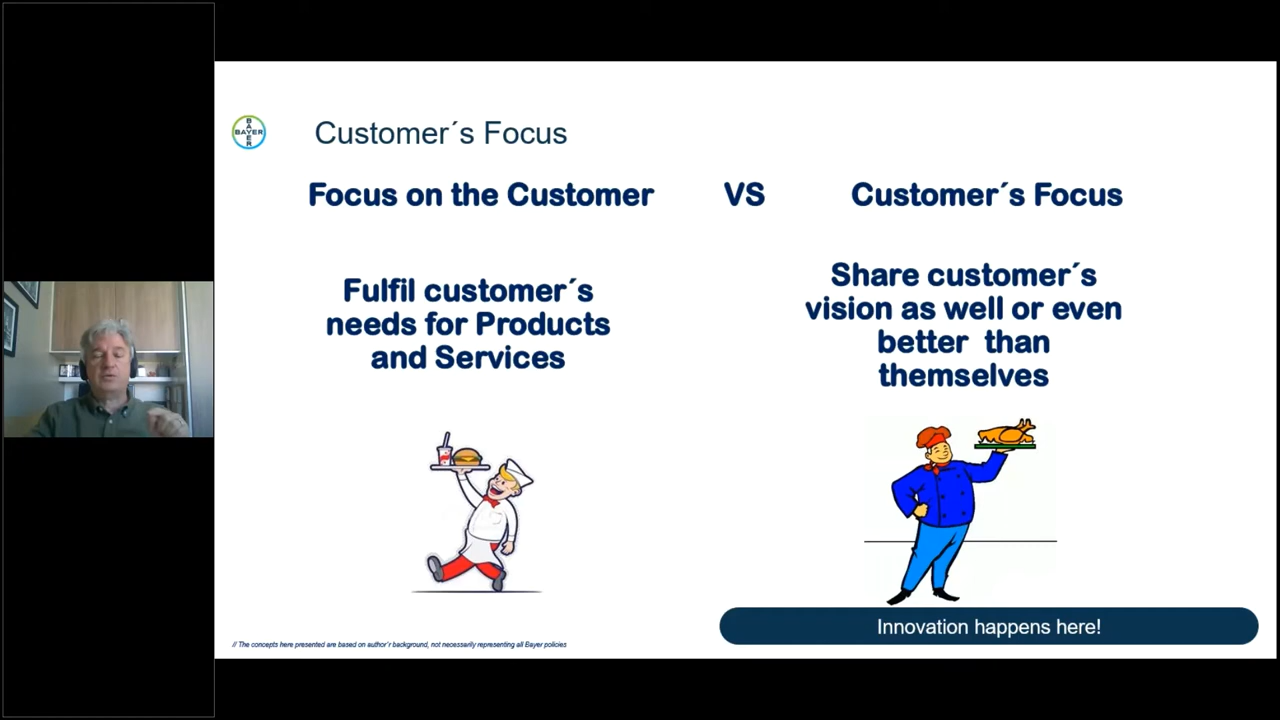 BAYER
BAYER
Customer´s Focus
Focus on the Customer VS Customer´s Focus
Fulfil customer´s
needs for Products
and Services
Share customer´s
vision as well or even
better than
themselves
Innovation happens here!
// The concepts here presented are based on author´s background, not necessarily representing all Bayer policies